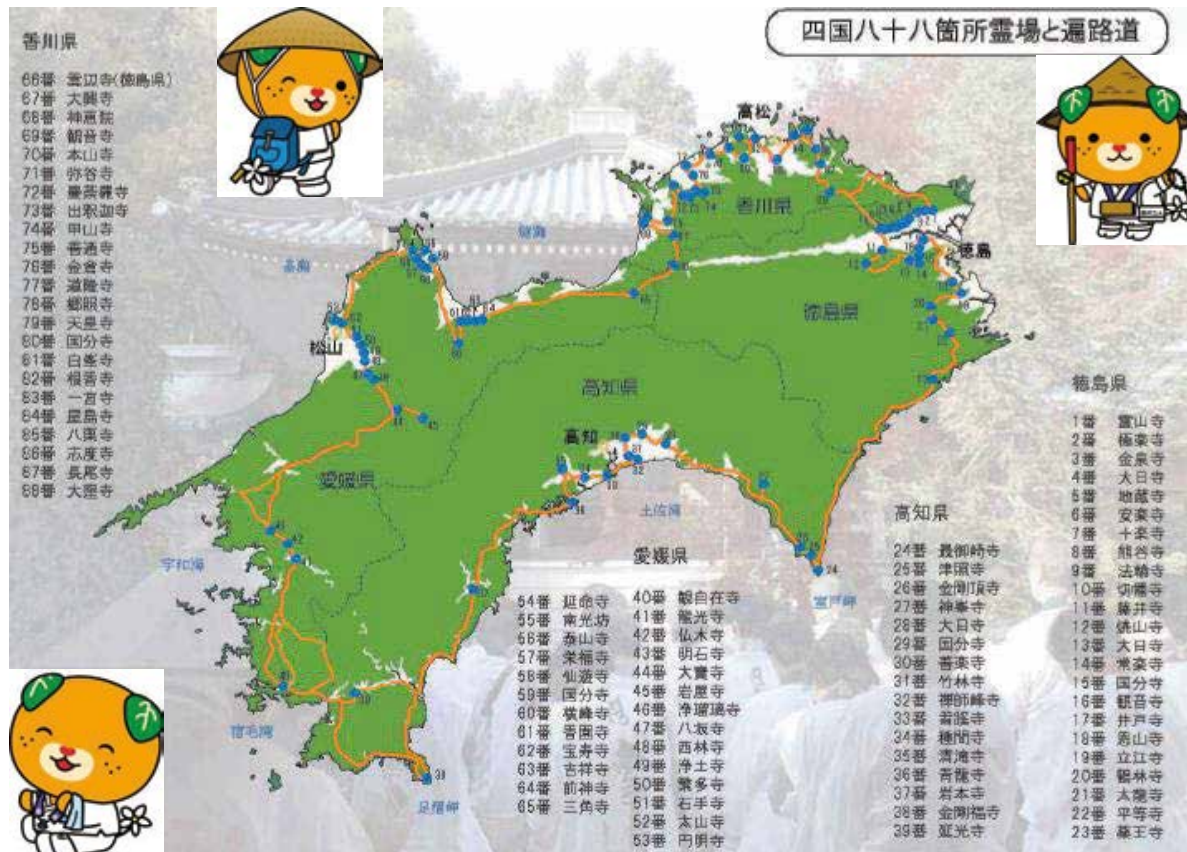 四国八十八箇所霊場と遍路道
香川県
66番 雲辺寺(徳島県)
67番 大興寺
68番 神恵院
69番 観音寺
70番 本山寺
71番 弥谷寺
72番 曼荼羅寺
73番 出釈迦寺
74番 甲山寺
75番 善通寺
76番 金倉寺
77番 道隆寺
78番 郷照寺
79番 天皇寺
80番 国分寺
81番 白峯寺
82番 根香寺
83番 一宮寺
84番 屋島寺
85番 八栗寺
86番 志度寺
87番 長尾寺
88番 大窪寺
高松
香川県
徳島
徳島県
燧灘
松山
高知県
高知
愛媛県
土佐湾
宇和海
室戸岬
宿毛湾
足摺岬
45
24
38
愛媛県
40番 観自在寺
41番 龍光寺
42番 仏木寺
43番 明石寺
44番 大寶寺
45番 岩屋寺
46番 浄瑠璃寺
47番 八坂寺
48番 西林寺
49番 浄土寺
50番 繁多寺
51番 石手寺
52番 太山寺
53番 円明寺
54番 延命寺
55番 南光坊
56番 泰山寺
57番 栄福寺
58番 仙遊寺
59番 国分寺
60番 横峰寺
61番 香園寺
62番 宝寿寺
63番 吉祥寺
64番 前神寺
65番 三角寺
高知県
24番 最御崎寺
25番 津照寺
26番 金剛頂寺
27番 神峯寺
28番 大日寺
29番 国分寺
30番 善楽寺
31番 竹林寺
32番 禅師峰寺
33番 雪蹊寺
34番 種間寺
35番 清滝寺
36番 青龍寺
37番 岩本寺
38番 金剛福寺
39番 延光寺
徳島県
1番 霊山寺
2番 極楽寺
3番 金泉寺
4番 大日寺
5番 地蔵寺
6番 安楽寺
7番 十楽寺
8番 熊谷寺
9番 法輪寺
10番 切幡寺
11番 藤井寺
12番 焼山寺
13番 大日寺
14番 常楽寺
15番 国分寺
16番 観音寺
17番 井戸寺
18番 恩山寺
19番 立江寺
20番 鶴林寺
21番 太龍寺
22番 平等寺
23番 薬王寺